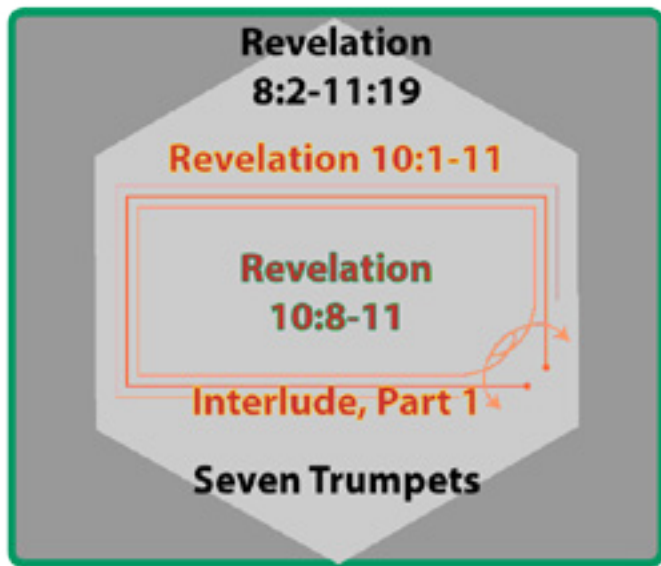 Revelation
8:2-11:19
Revelation 10:1-11
Revelation
10:8-11
Interlude, Part 1
Seven Trumpets